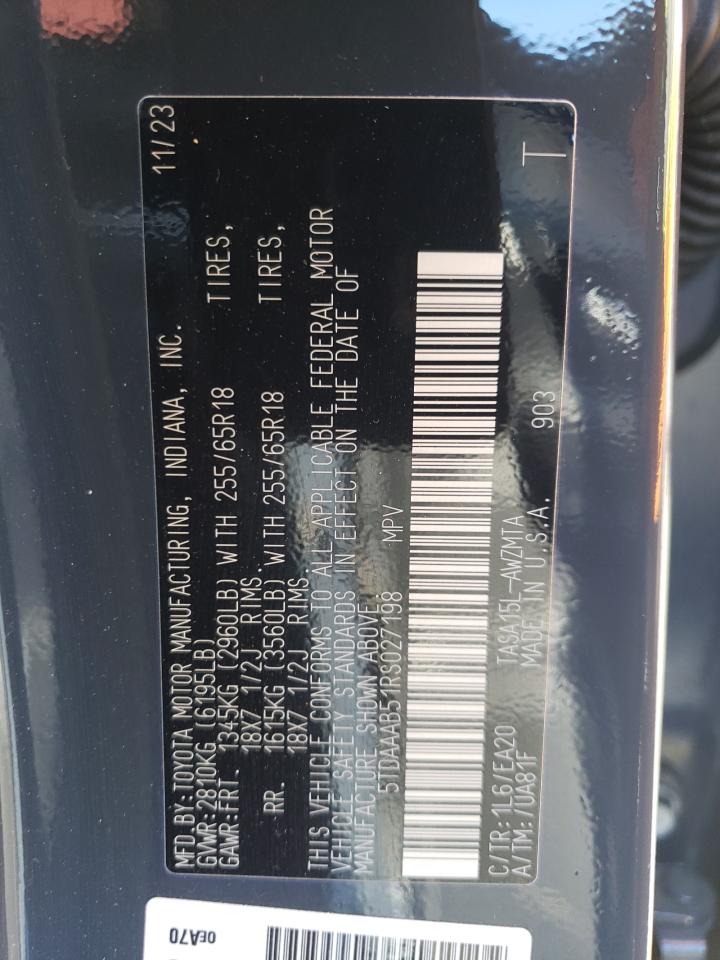 MFD.BY:TOYOTA MOTOR MANUFACTURING, INDIANA, INC. 11/23
GVWR:2810KG (6195LB)
GAWR:FRT 1345KG (2960LB) WITH 255/65R18 TIRES,
18X7 1/2J RIMS.
RR. 1615KG (3560LB) WITH 255/65R18 TIRES,
18X7 1/2J RIMS
THIS VEHICLE CONFORMS TO ALL APPLICABLE FEDERAL MOTOR
VEHICLE SAFETY STANDARDS IN EFFECT ON THE DATE OF
MANUFACTURE SHOWN ABOVE.
5TDAAAB51RS027198 MPV
C/TR:1L6/EA20 TASA15L-AWZMTA
A/TM:/UA81F MADE IN U.S.A. 903 T
0EA70